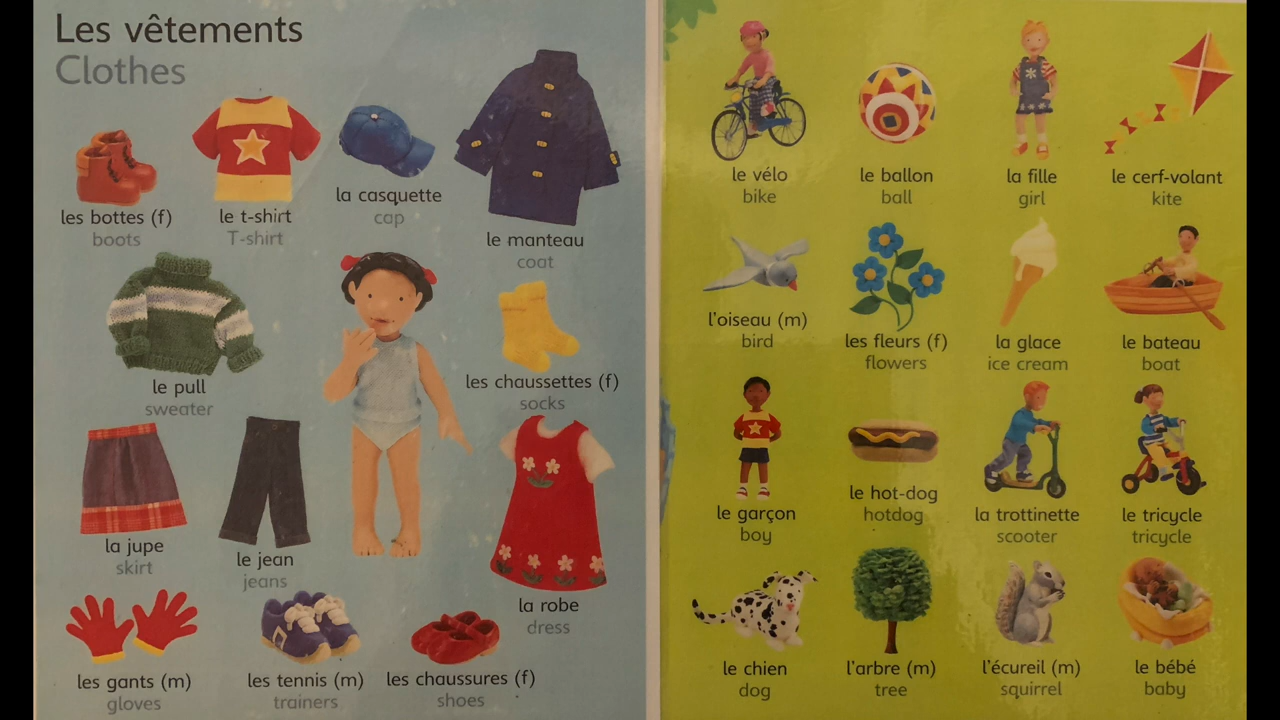 Les vêtements
Clothes
les bottes (f)
boots
le t-shirt
T-shirt
la casquette
cap
le manteau
coat
le pull
sweater
les chaussettes (f)
socks
la jupe
skirt
le jean
jeans
la robe
dress
les gants (m)
gloves
les tennis (m)
trainers
les chaussures (f)
shoes
le vélo
bike
le ballon
ball
la fille
girl
le cerf-volant
kite
l'oiseau (m)
bird
les fleurs (f)
flowers
la glace
ice cream
le bateau
boat
le garçon
boy
le hot-dog
hotdog
la trottinette
scooter
le tricycle
tricycle
le chien
dog
l'arbre (m)
tree
l'écureil (m)
squirrel
le bébé
baby